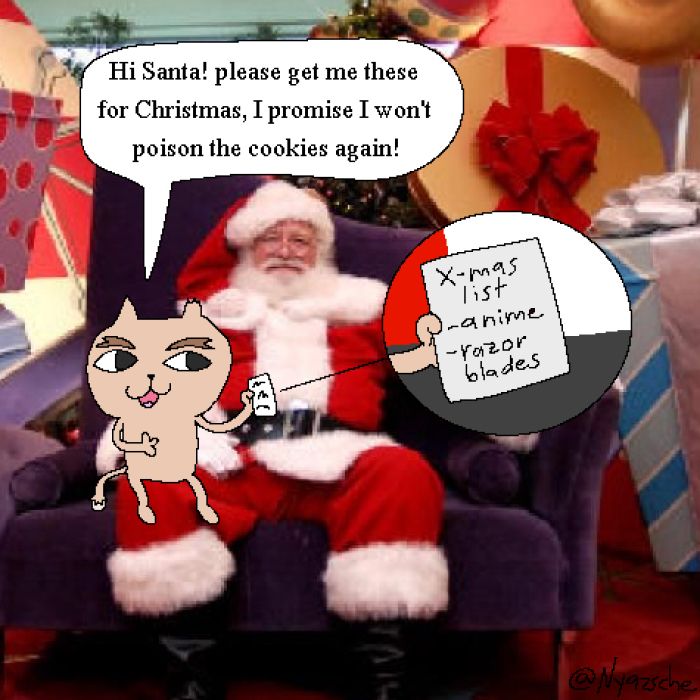 Hi Santa! please get me these
for Christmas, I promise I won't
poison the cookies again!
X-mas
list
-anime
-razor
blades
@Nyazsche